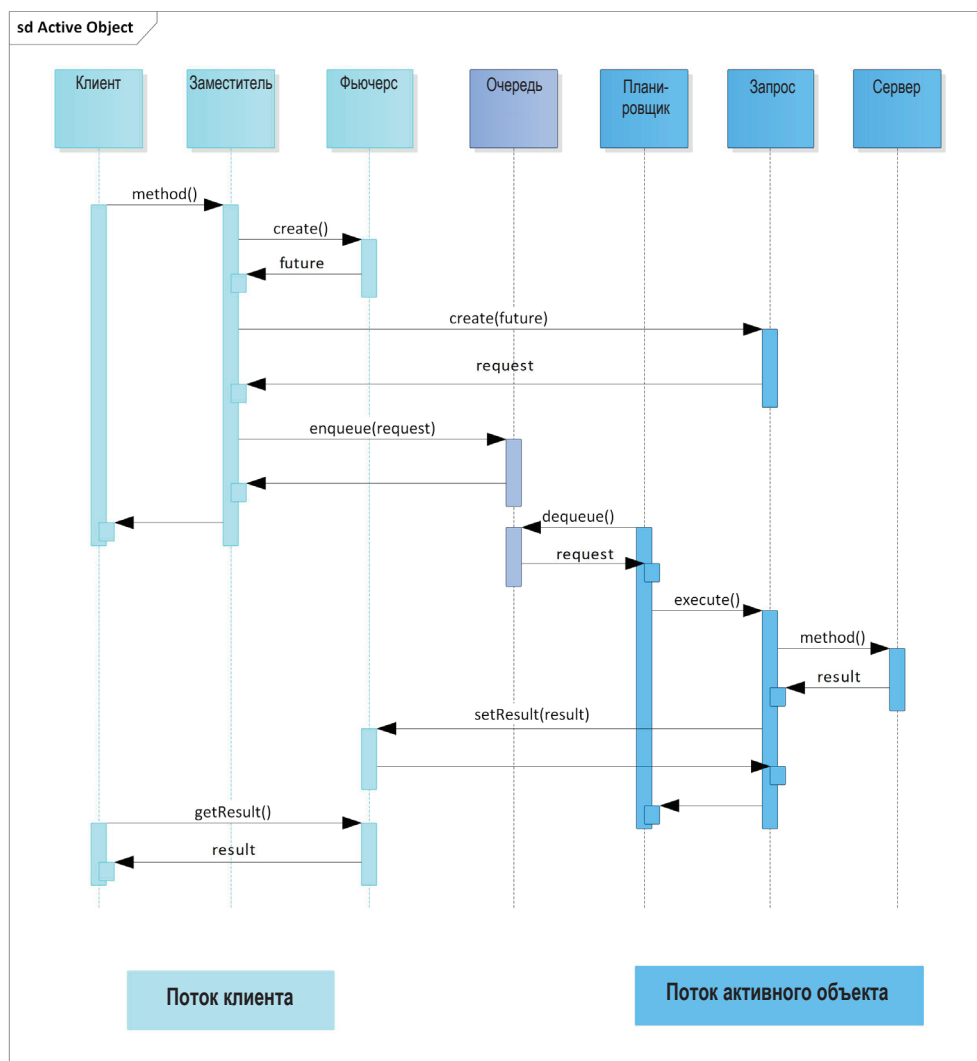 sd Active Object
Клиент
Заместитель
Фьючерс
Очередь
Плани-
ровщик
Запрос
Сервер
method()
create()
future
create(future)
request
enqueue(request)
dequeue()
request
execute()
method()
result
setResult(result)
getResult()
result
Поток клиента
Поток активного объекта